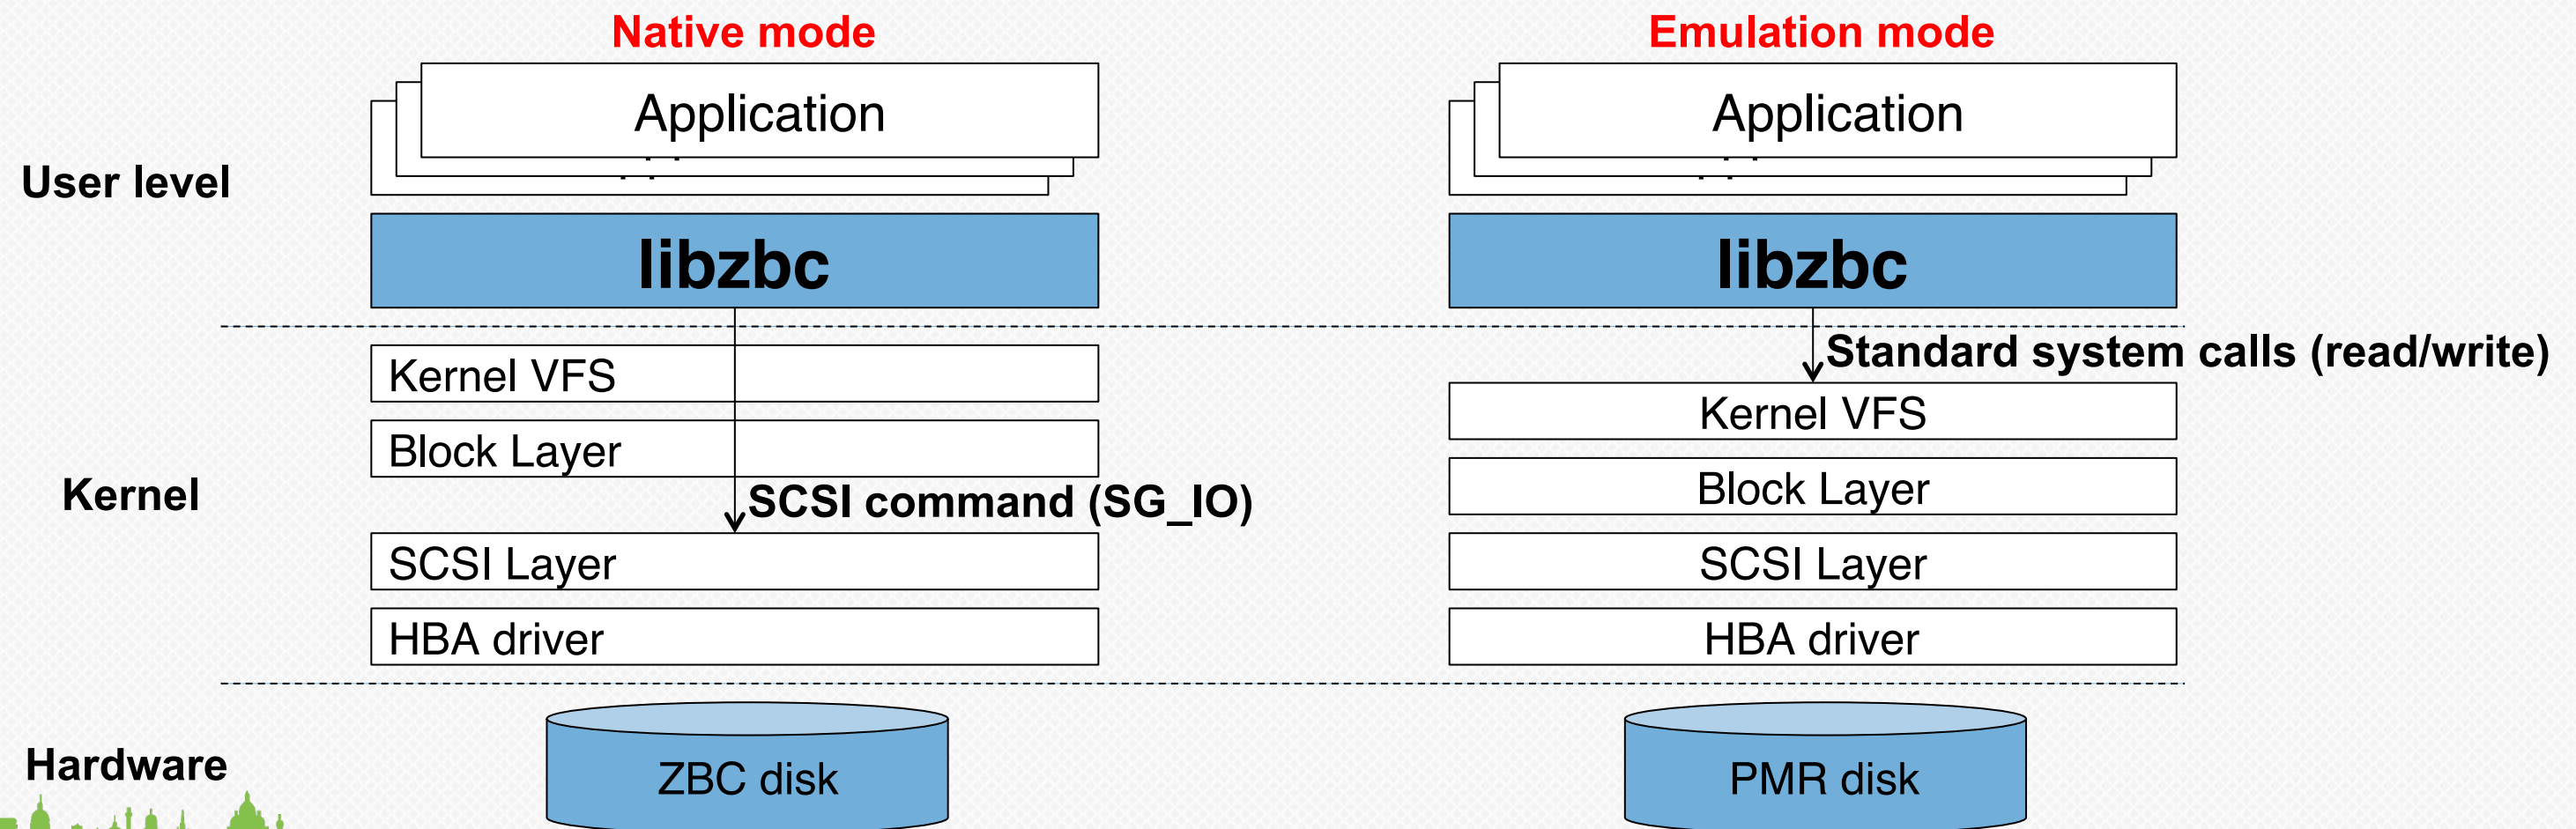 Native mode
Emulation mode
Application
Application
User level
libzbc
libzbc
Standard system calls (read/write)
Kernel VFS
Kernel VFS
Block Layer
Block Layer
Kernel
SCSI command (SG_IO)
SCSI Layer
SCSI Layer
HBA driver
HBA driver
Hardware
ZBC disk
PMR disk